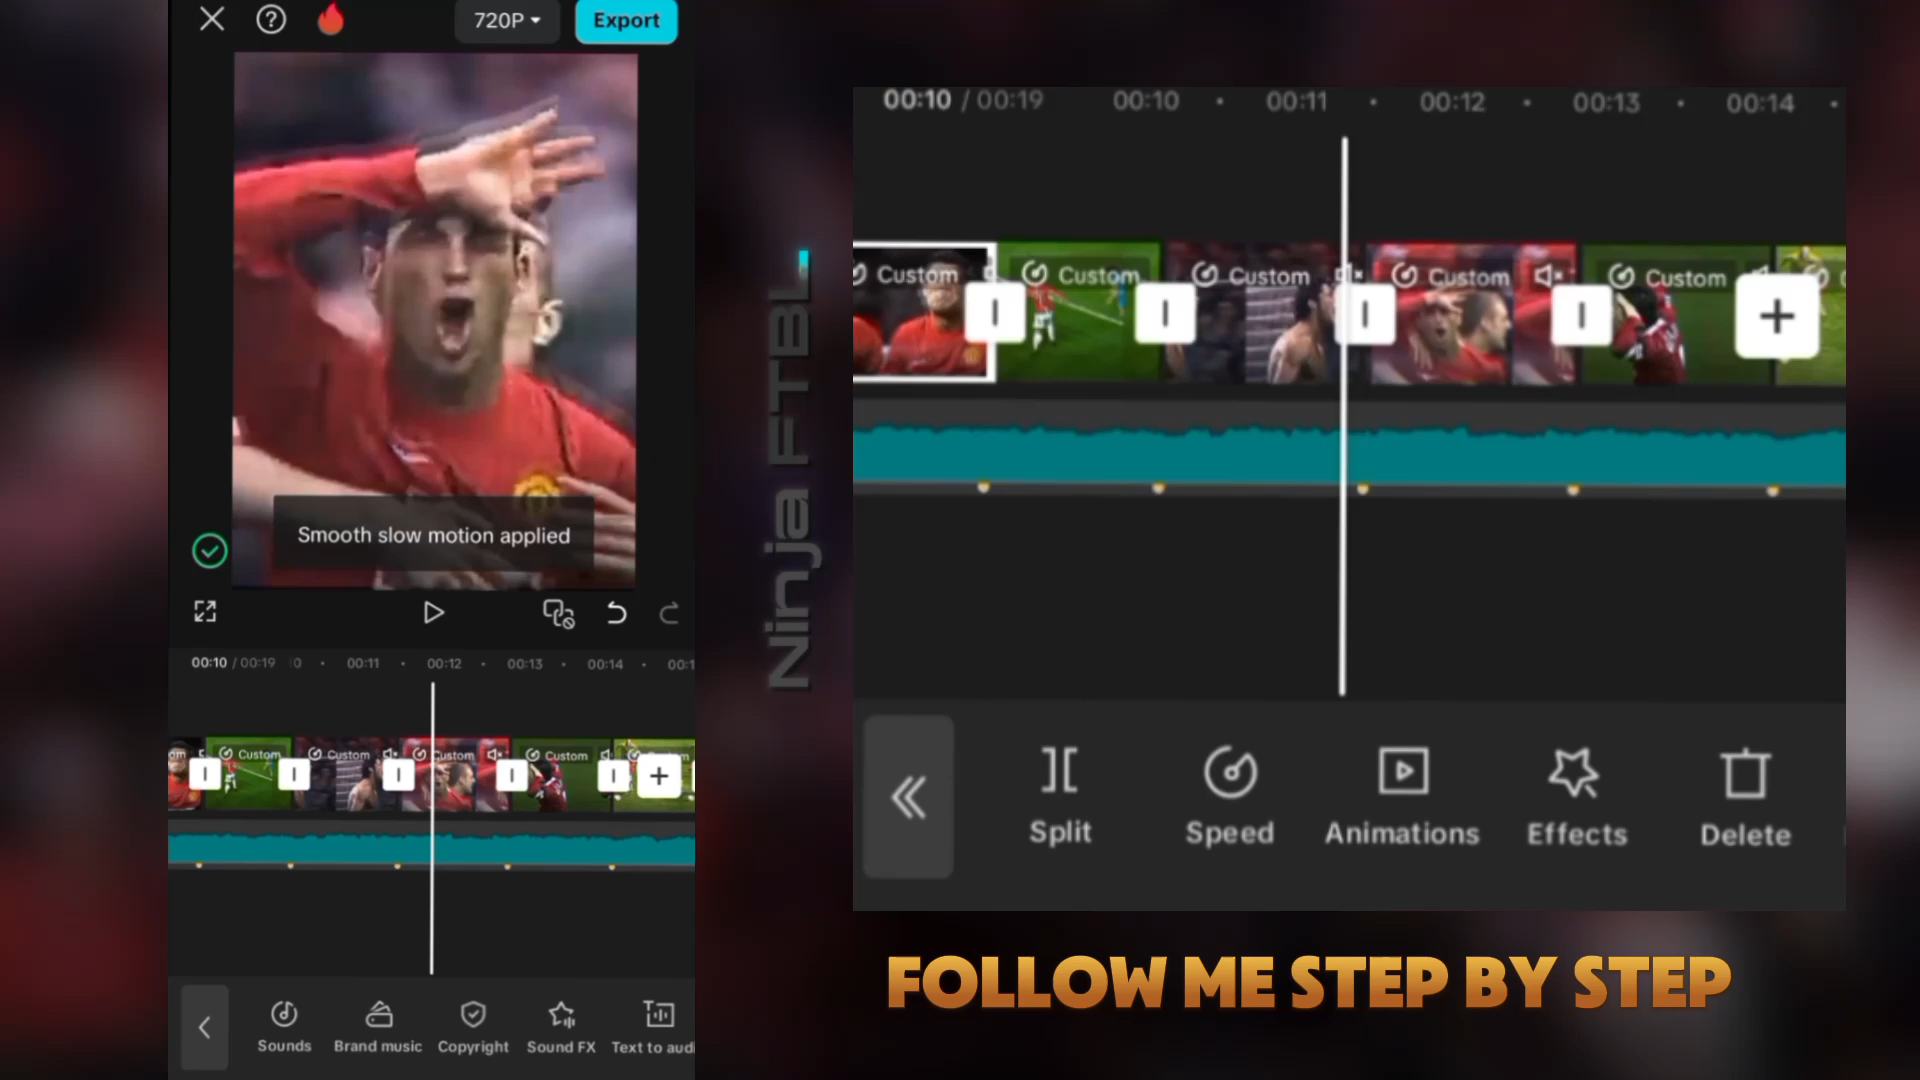 720P
Export
Smooth slow motion applied
00:10 / 00:19 00:11 00:12 00:13 00:14
Custom Custom Custom Custom
Sounds Brand music Copyright Sound FX Text to audi
Ninja FTBL
00:10 / 00:19 00:10 00:11 00:12 00:13 00:14
Custom Custom Custom Custom Custom
Split Speed Animations Effects Delete
FOLLOW ME STEP BY STEP